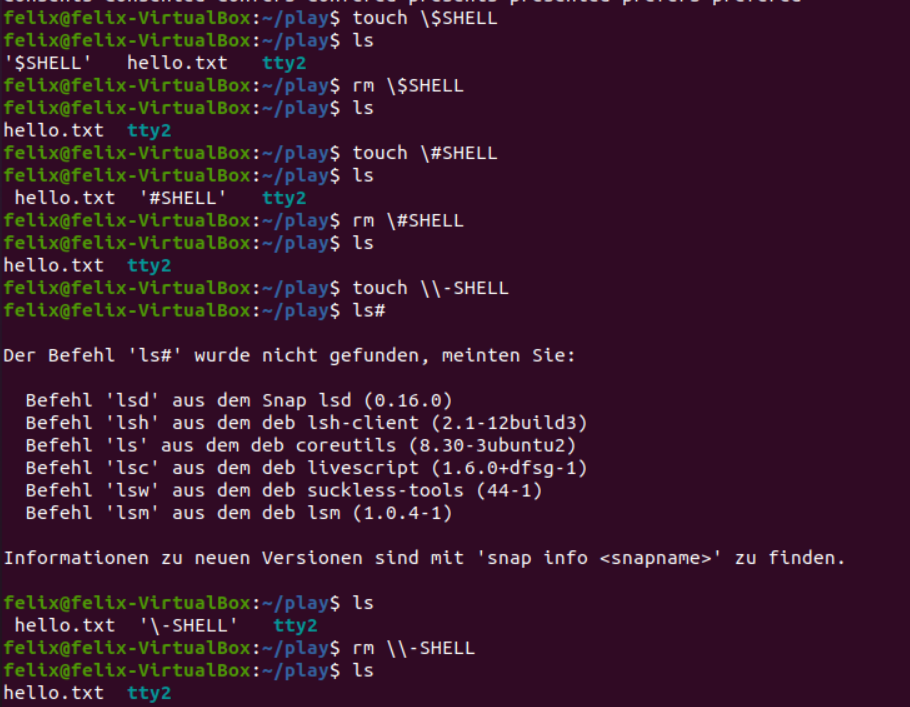 felix@felix-VirtualBox:~/play$ touch \$SHELL
felix@felix-VirtualBox:~/play$ ls
'$SHELL'   hello.txt   tty2
felix@felix-VirtualBox:~/play$ rm \$SHELL
felix@felix-VirtualBox:~/play$ ls
hello.txt  tty2
felix@felix-VirtualBox:~/play$ touch \#SHELL
felix@felix-VirtualBox:~/play$ ls
 hello.txt  '#SHELL'   tty2
felix@felix-VirtualBox:~/play$ rm \#SHELL
felix@felix-VirtualBox:~/play$ ls
hello.txt  tty2
felix@felix-VirtualBox:~/play$ touch \\-SHELL
felix@felix-VirtualBox:~/play$ ls#

Der Befehl 'ls#' wurde nicht gefunden, meinten Sie:

  Befehl 'lsd' aus dem Snap lsd (0.16.0)
  Befehl 'lsh' aus dem deb lsh-client (2.1-12build3)
  Befehl 'ls' aus dem deb coreutils (8.30-3ubuntu2)
  Befehl 'lsc' aus dem deb livescript (1.6.0+dfsg-1)
  Befehl 'lsw' aus dem deb suckless-tools (44-1)
  Befehl 'lsm' aus dem deb lsm (1.0.4-1)

Informationen zu neuen Versionen sind mit 'snap info <snapname>' zu finden.

felix@felix-VirtualBox:~/play$ ls
 hello.txt  '\-SHELL'   tty2
felix@felix-VirtualBox:~/play$ rm \\-SHELL
felix@felix-VirtualBox:~/play$ ls
hello.txt  tty2